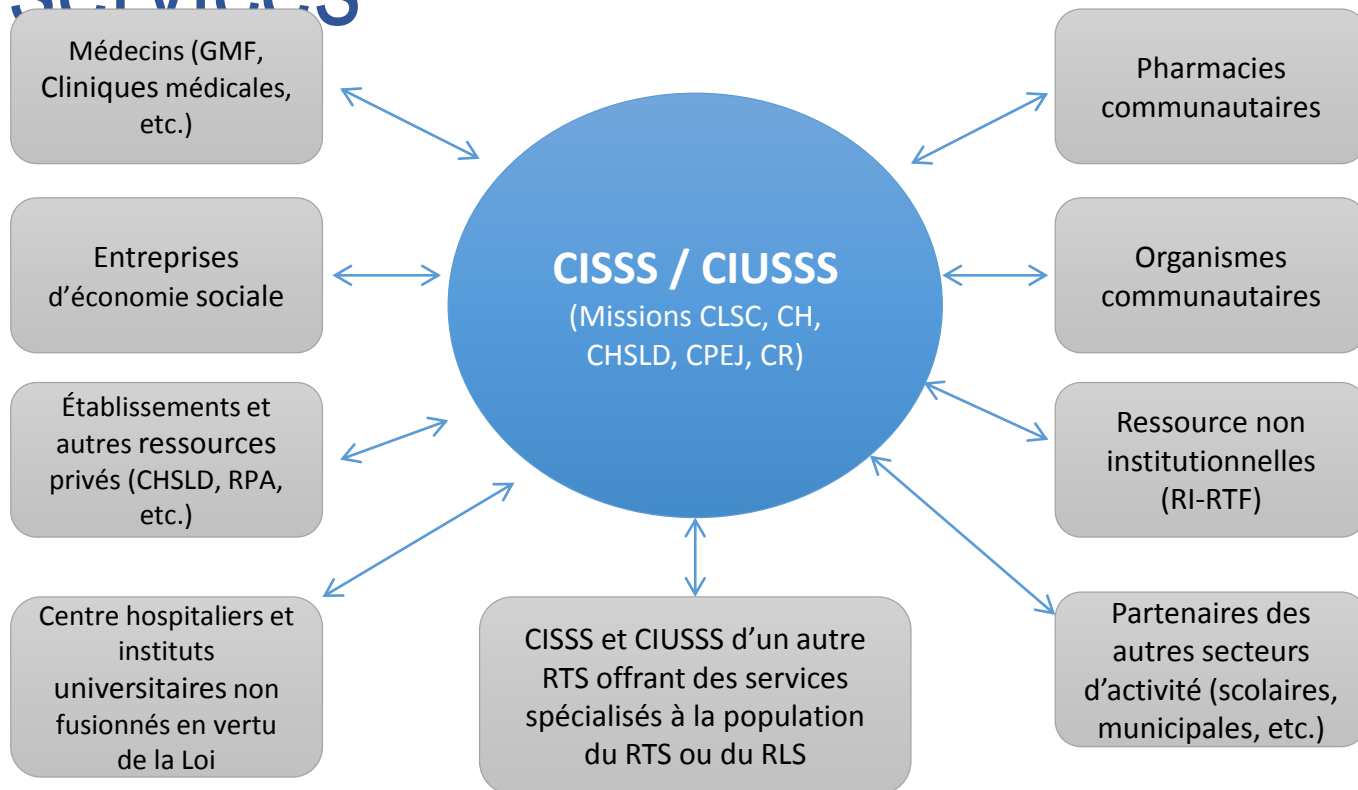 services
Médecins (GMF,
Cliniques médicales,
etc.)
Entreprises
d’économie sociale
Établissements et
autres ressources
privés (CHSLD, RPA,
etc.)
Centre hospitaliers et
instituts
universitaires non
fusionnés en vertu
de la Loi
CISSS / CIUSSS
(Missions CLSC, CH,
CHSLD, CPEJ, CR)
CISSS et CIUSSS d’un autre
RTS offrant des services
spécialisés à la population
du RTS ou du RLS
Pharmacies
communautaires
Organismes
communautaires
Ressource non
institutionnelles
(RI-RTF)
Partenaires des
autres secteurs
d’activité (scolaires,
municipales, etc.)